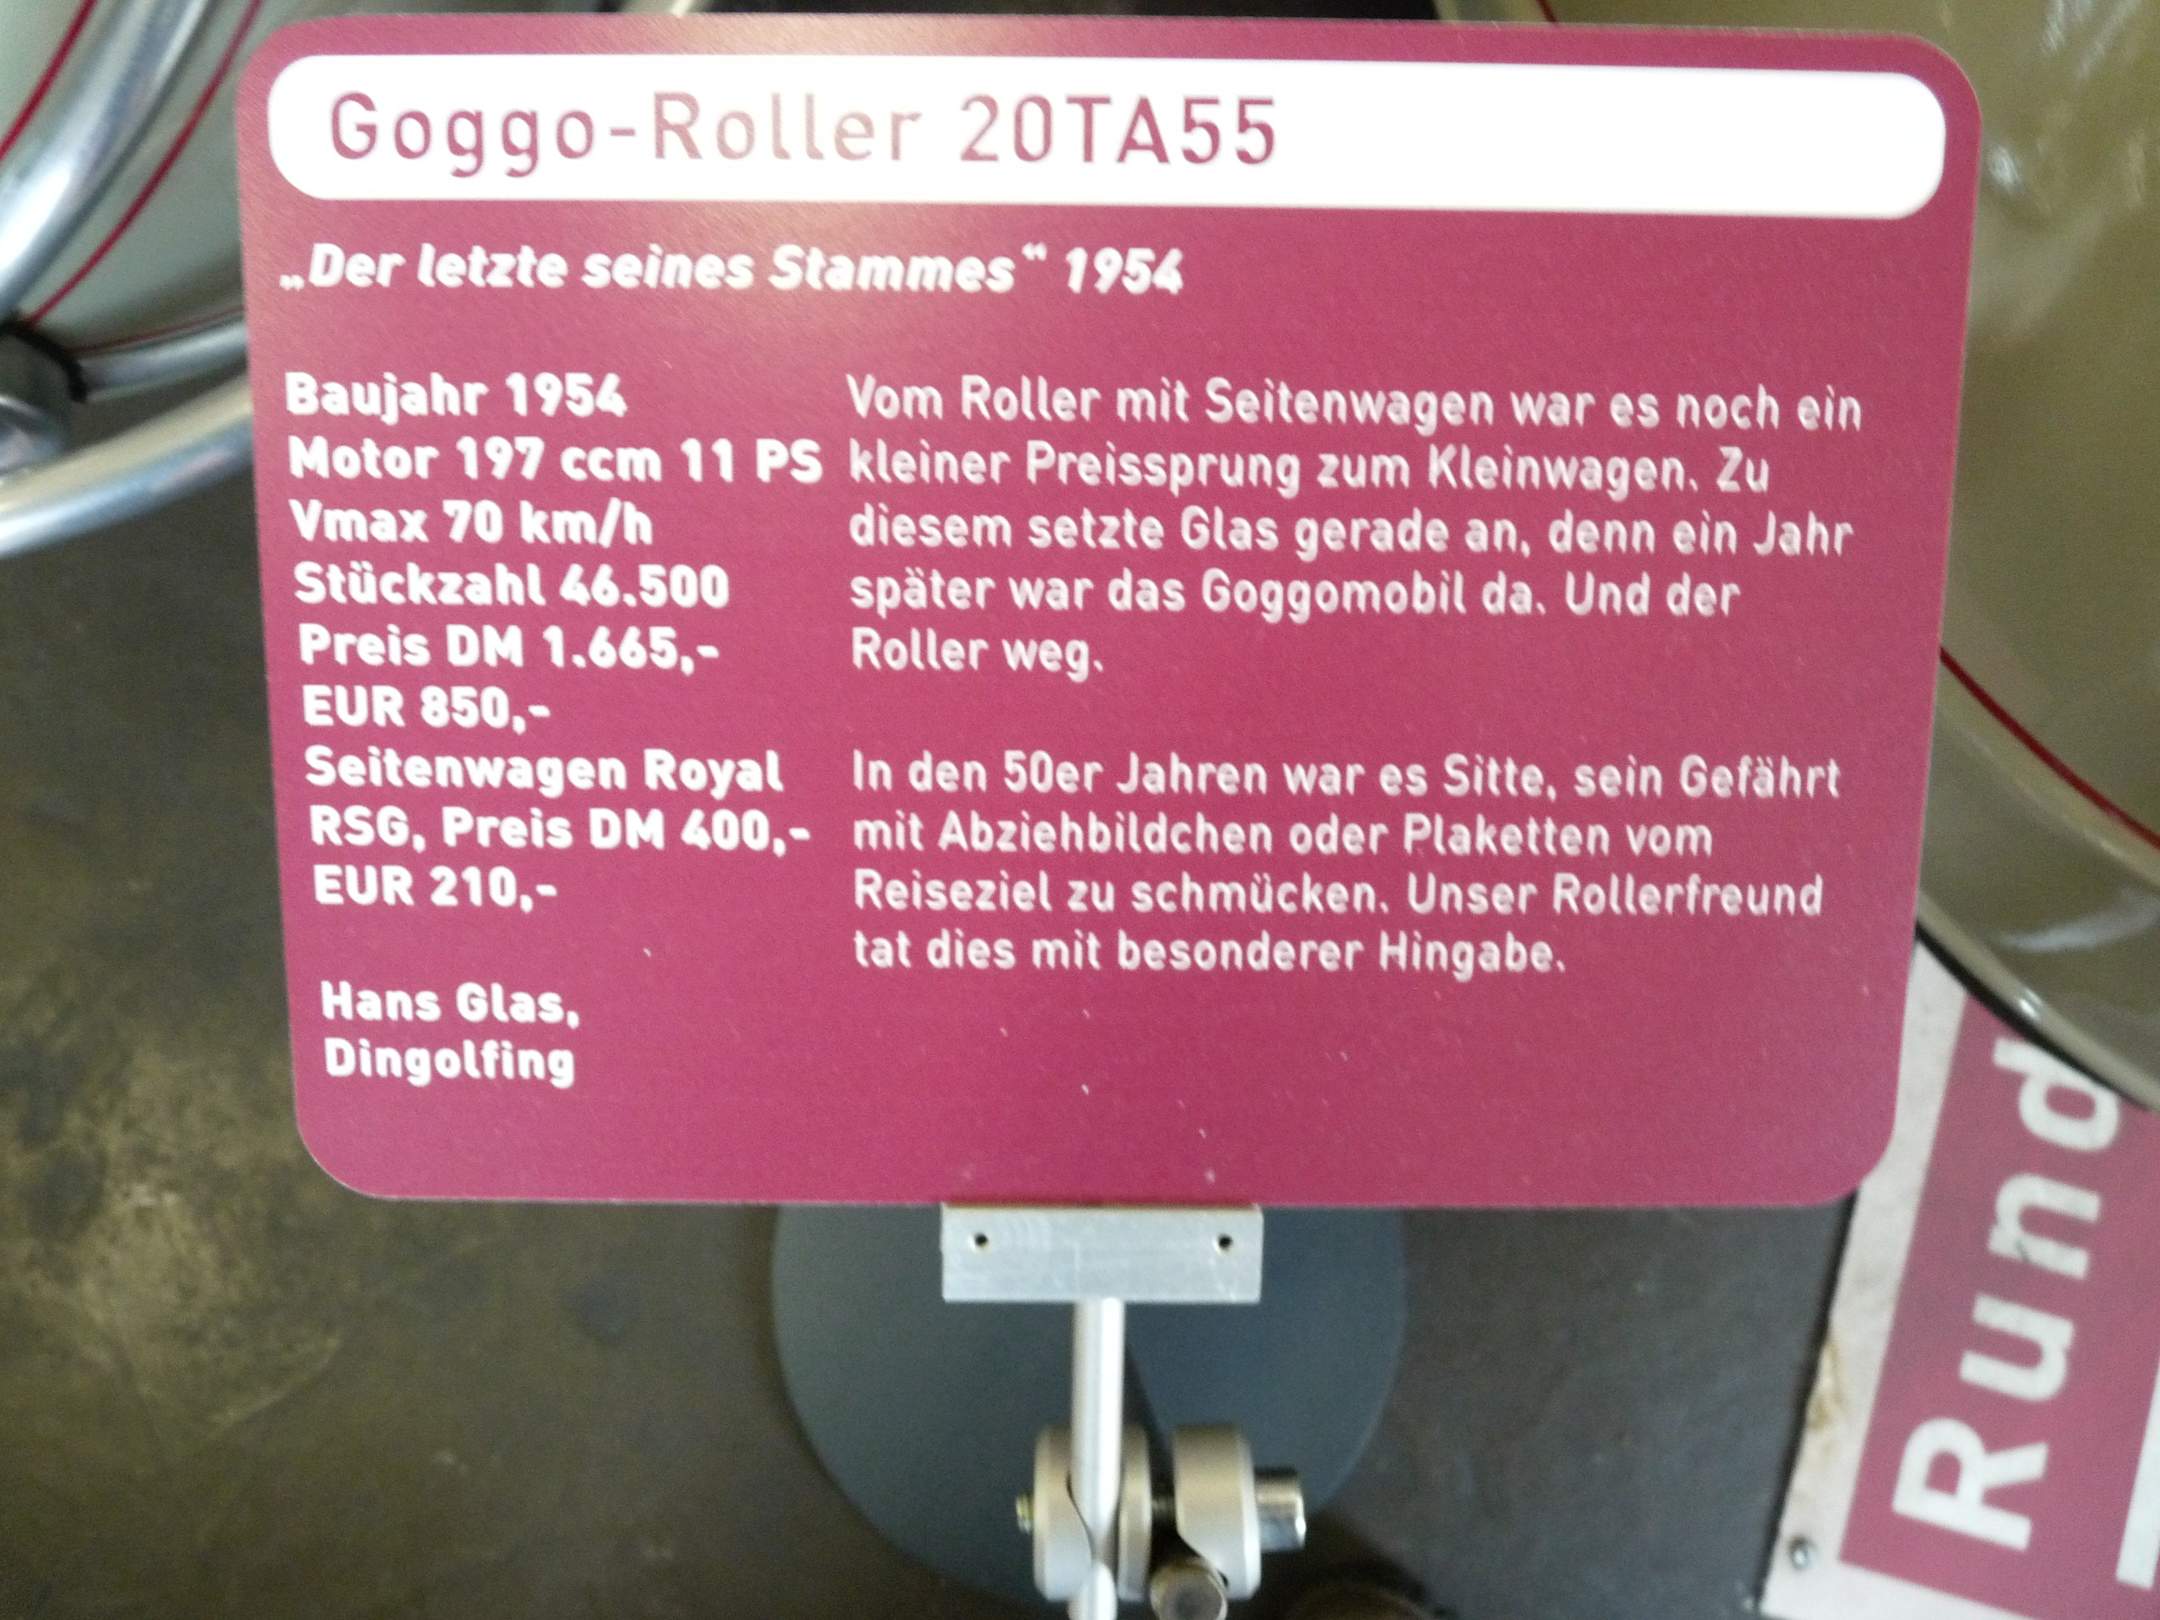 Goggo-Roller 20TA55
„Der letzte seines Stammes“ 1954
Baujahr 1954
Motor 197 ccm 11 PS
Vmax 70 km/h
Stückzahl 46.500
Preis DM 1.665,-
EUR 850,-
Seitenwagen Royal
RSG, Preis DM 400,-
EUR 210,-
Hans Glas,
Dingolfing
Vom Roller mit Seitenwagen war es noch ein
kleiner Preissprung zum Kleinwagen. Zu
diesem setzte Glas gerade an, denn ein Jahr
später war das Goggomobil da. Und der
Roller weg.
In den 50er Jahren war es Sitte, sein Gefährt
mit Abziehbildchen oder Plaketten vom
Reiseziel zu schmücken. Unser Rollerfreund
tat dies mit besonderer Hingabe.
Rund